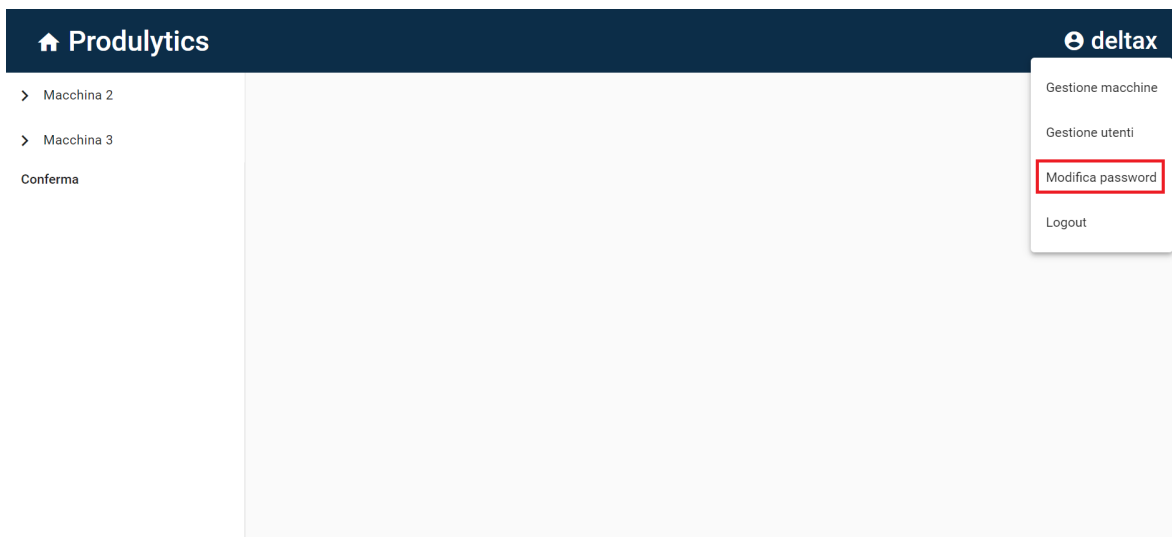 Produlytics
deltax
Macchina 2
Macchina 3
Conferma
Gestione macchine
Gestione utenti
Modifica password
Logout